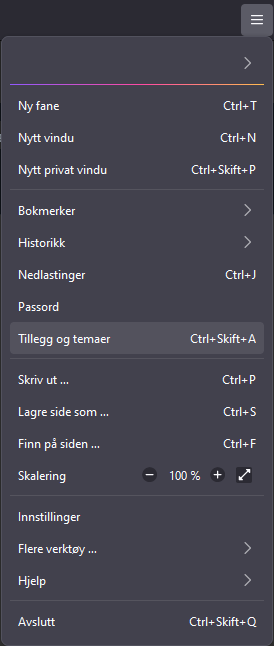 Ny fane Ctrl+T
Nytt vindu Ctrl+N
Nytt privat vindu Ctrl+Skift+P
Bokmerker
Historikk
Nedlastinger Ctrl+J
Passord
Tillegg og temaer Ctrl+Skift+A
Skriv ut ... Ctrl+P
Lagre side som ... Ctrl+S
Finn på siden ... Ctrl+F
Skalering 100 %
Innstillinger
Flere verktøy ...
Hjelp
Avslutt Ctrl+Skift+Q